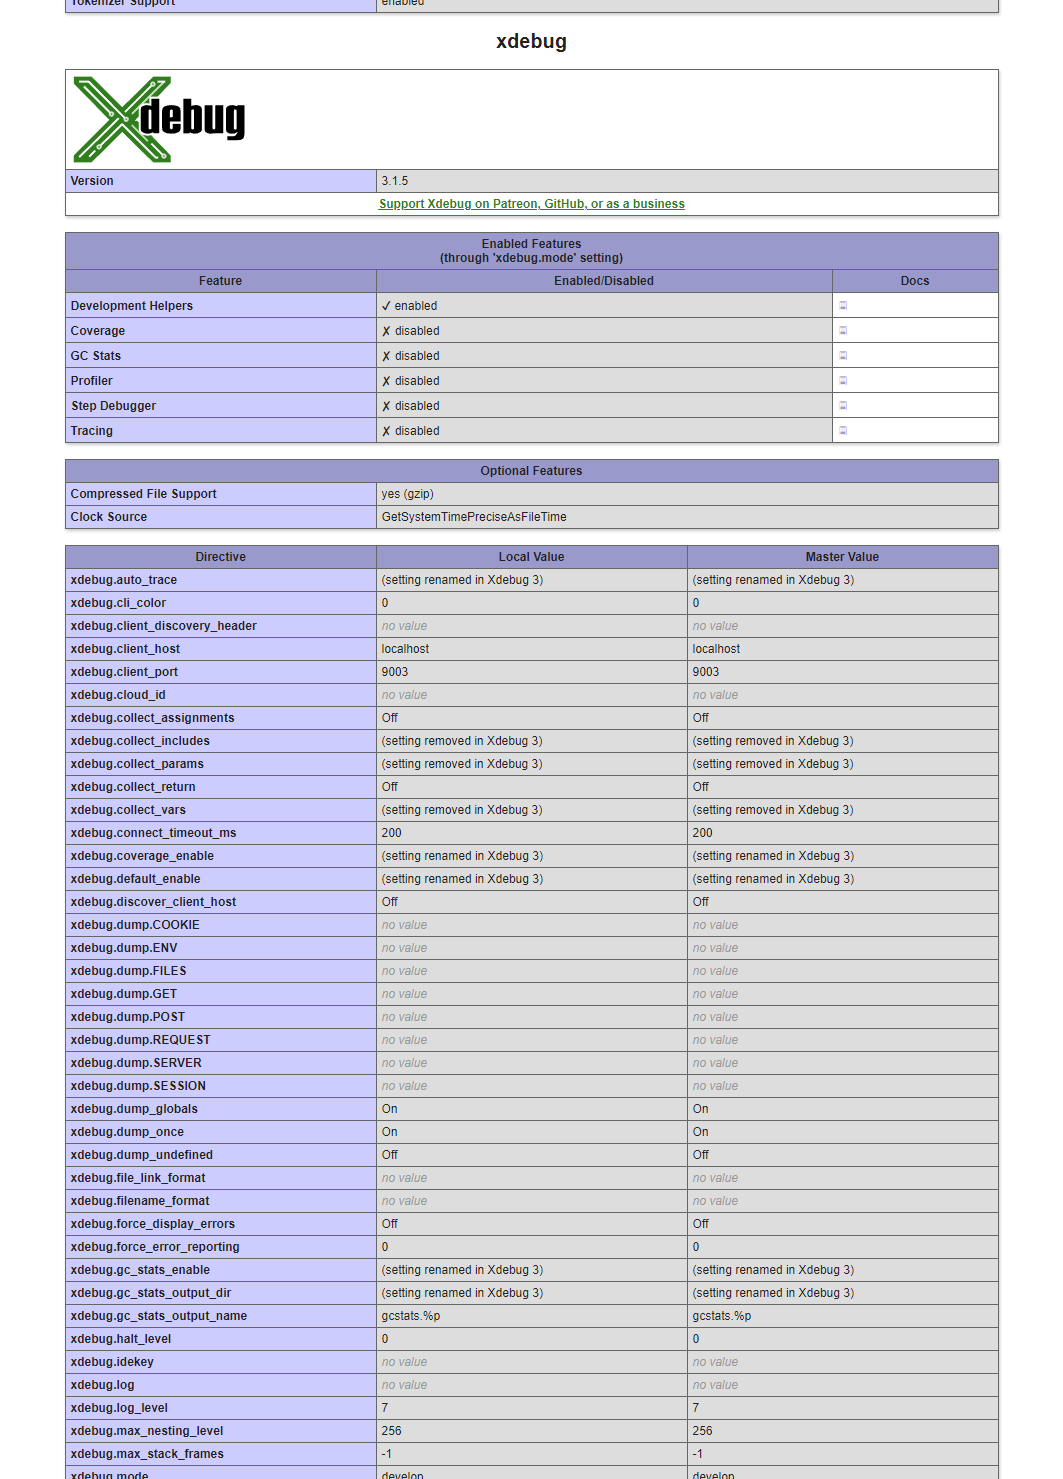 Tokenizer Support enabled
xdebug
Xdebug
Version 3.1.5
Support Xdebug on Patreon, GitHub, or as a business
Enabled Features
(through 'xdebug.mode' setting)
Feature Enabled/Disabled Docs
Development Helpers ✓ enabled
Coverage ✗ disabled
GC Stats ✗ disabled
Profiler ✗ disabled
Step Debugger ✗ disabled
Tracing ✗ disabled
Optional Features
Compressed File Support yes (gzip)
Clock Source GetSystemTimePreciseAsFileTime
Directive Local Value Master Value
xdebug.auto_trace (setting renamed in Xdebug 3) (setting renamed in Xdebug 3)
xdebug.cli_color 0 0
xdebug.client_discovery_header no value no value
xdebug.client_host localhost localhost
xdebug.client_port 9003 9003
xdebug.cloud_id no value no value
xdebug.collect_assignments Off Off
xdebug.collect_includes (setting removed in Xdebug 3) (setting removed in Xdebug 3)
xdebug.collect_params (setting removed in Xdebug 3) (setting removed in Xdebug 3)
xdebug.collect_return Off Off
xdebug.collect_vars (setting removed in Xdebug 3) (setting removed in Xdebug 3)
xdebug.connect_timeout_ms 200 200
xdebug.coverage_enable (setting renamed in Xdebug 3) (setting renamed in Xdebug 3)
xdebug.default_enable (setting renamed in Xdebug 3) (setting renamed in Xdebug 3)
xdebug.discover_client_host Off Off
xdebug.dump.COOKIE no value no value
xdebug.dump.ENV no value no value
xdebug.dump.FILES no value no value
xdebug.dump.GET no value no value
xdebug.dump.POST no value no value
xdebug.dump.REQUEST no value no value
xdebug.dump.SERVER no value no value
xdebug.dump.SESSION no value no value
xdebug.dump_globals On On
xdebug.dump_once On On
xdebug.dump_undefined Off Off
xdebug.file_link_format no value no value
xdebug.filename_format no value no value
xdebug.force_display_errors Off Off
xdebug.force_error_reporting 0 0
xdebug.gc_stats_enable (setting renamed in Xdebug 3) (setting renamed in Xdebug 3)
xdebug.gc_stats_output_dir (setting renamed in Xdebug 3) (setting renamed in Xdebug 3)
xdebug.gc_stats_output_name gcstats.%p gcstats.%p
xdebug.halt_level 0 0
xdebug.idekey no value no value
xdebug.log no value no value
xdebug.log_level 7 7
xdebug.max_nesting_level 256 256
xdebug.max_stack_frames -1 -1
xdebug.mode develop develop